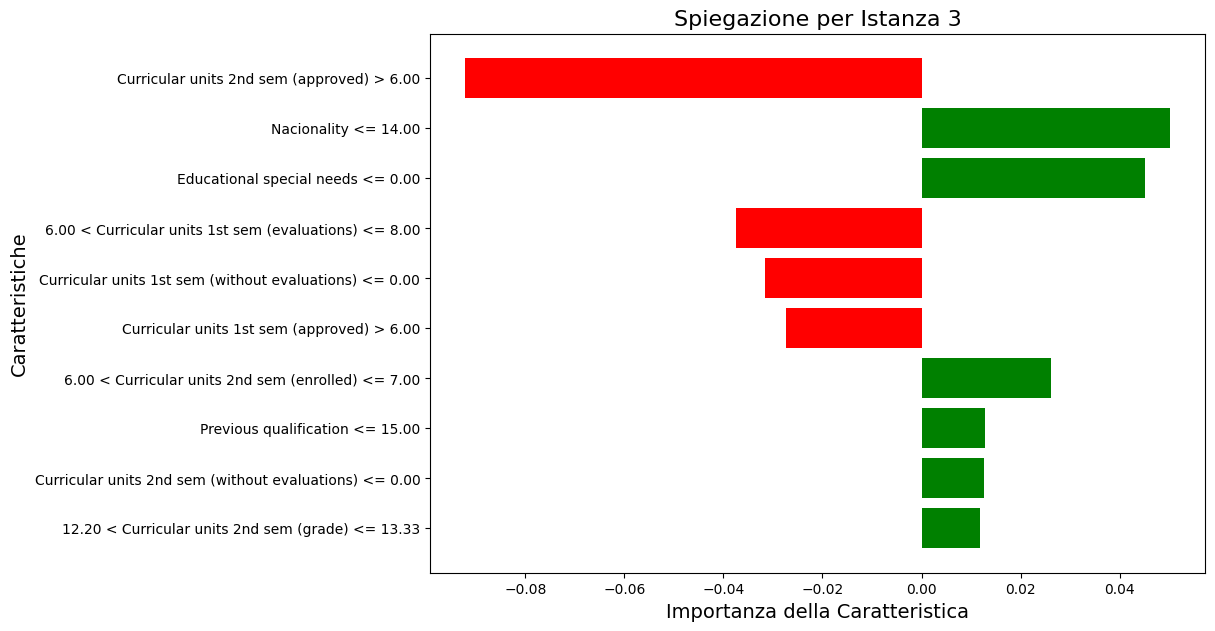 Spiegazione per Istanza 3
Caratteristiche
Curricular units 2nd sem (approved) > 6.00
Nacionality <= 14.00
Educational special needs <= 0.00
6.00 < Curricular units 1st sem (evaluations) <= 8.00
Curricular units 1st sem (without evaluations) <= 0.00
Curricular units 1st sem (approved) > 6.00
6.00 < Curricular units 2nd sem (enrolled) <= 7.00
Previous qualification <= 15.00
Curricular units 2nd sem (without evaluations) <= 0.00
12.20 < Curricular units 2nd sem (grade) <= 13.33
−0.08 −0.06 −0.04 −0.02 0.00 0.02 0.04
Importanza della Caratteristica